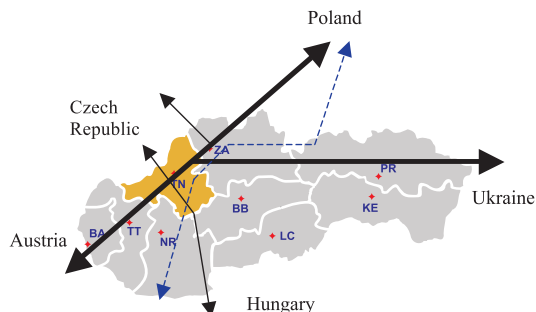 Poland
Czech
Republic
ZA
TN
PR
Ukraine
BB
KE
BA
TT
NR
LC
Austria
Hungary